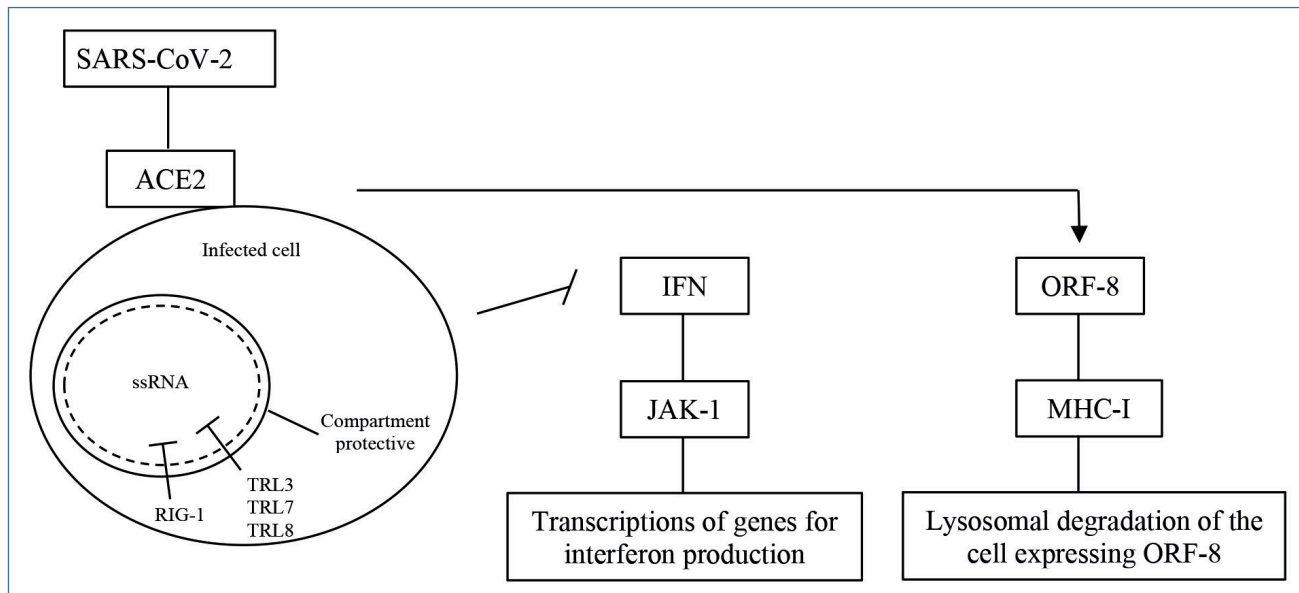 SARS-CoV-2
ACE2
Infected cell
ssRNA
Compartment
protective
RIG-1
TRL3
TRL7
TRL8
IFN
JAK-1
Transcriptions of genes for
interferon production
ORF-8
MHC-I
Lysosomal degradation of the
cell expressing ORF-8